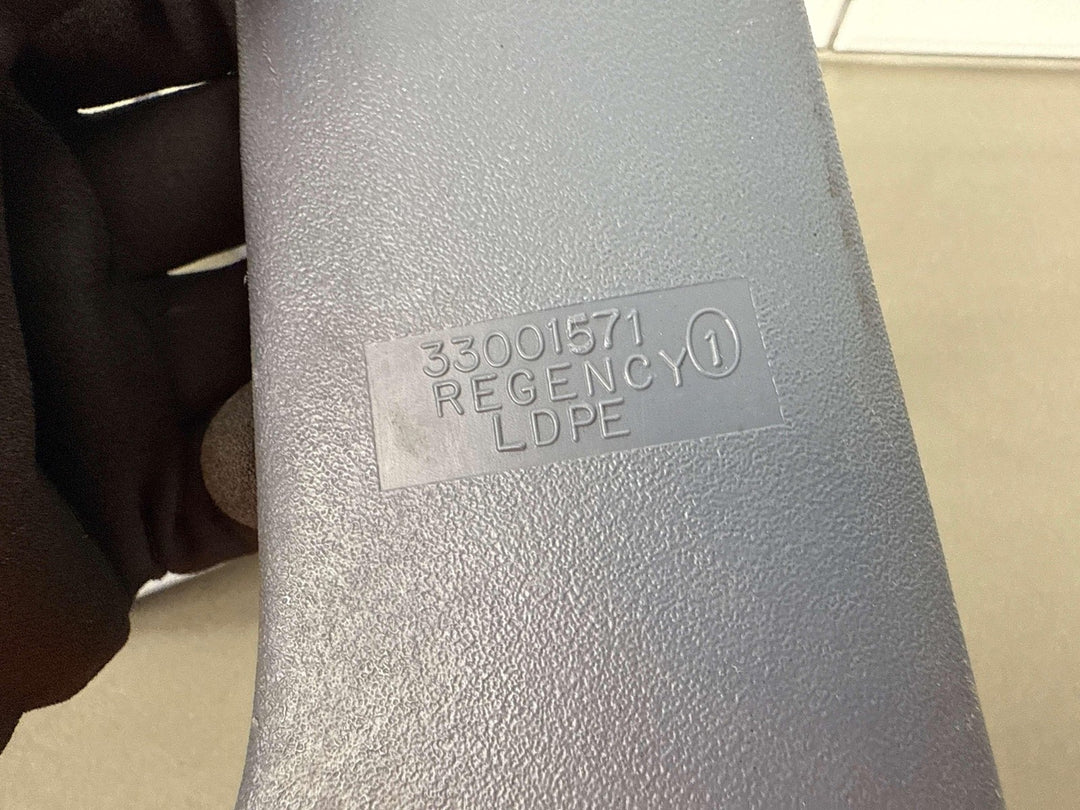 33001571
REGENCY ①
LDPE